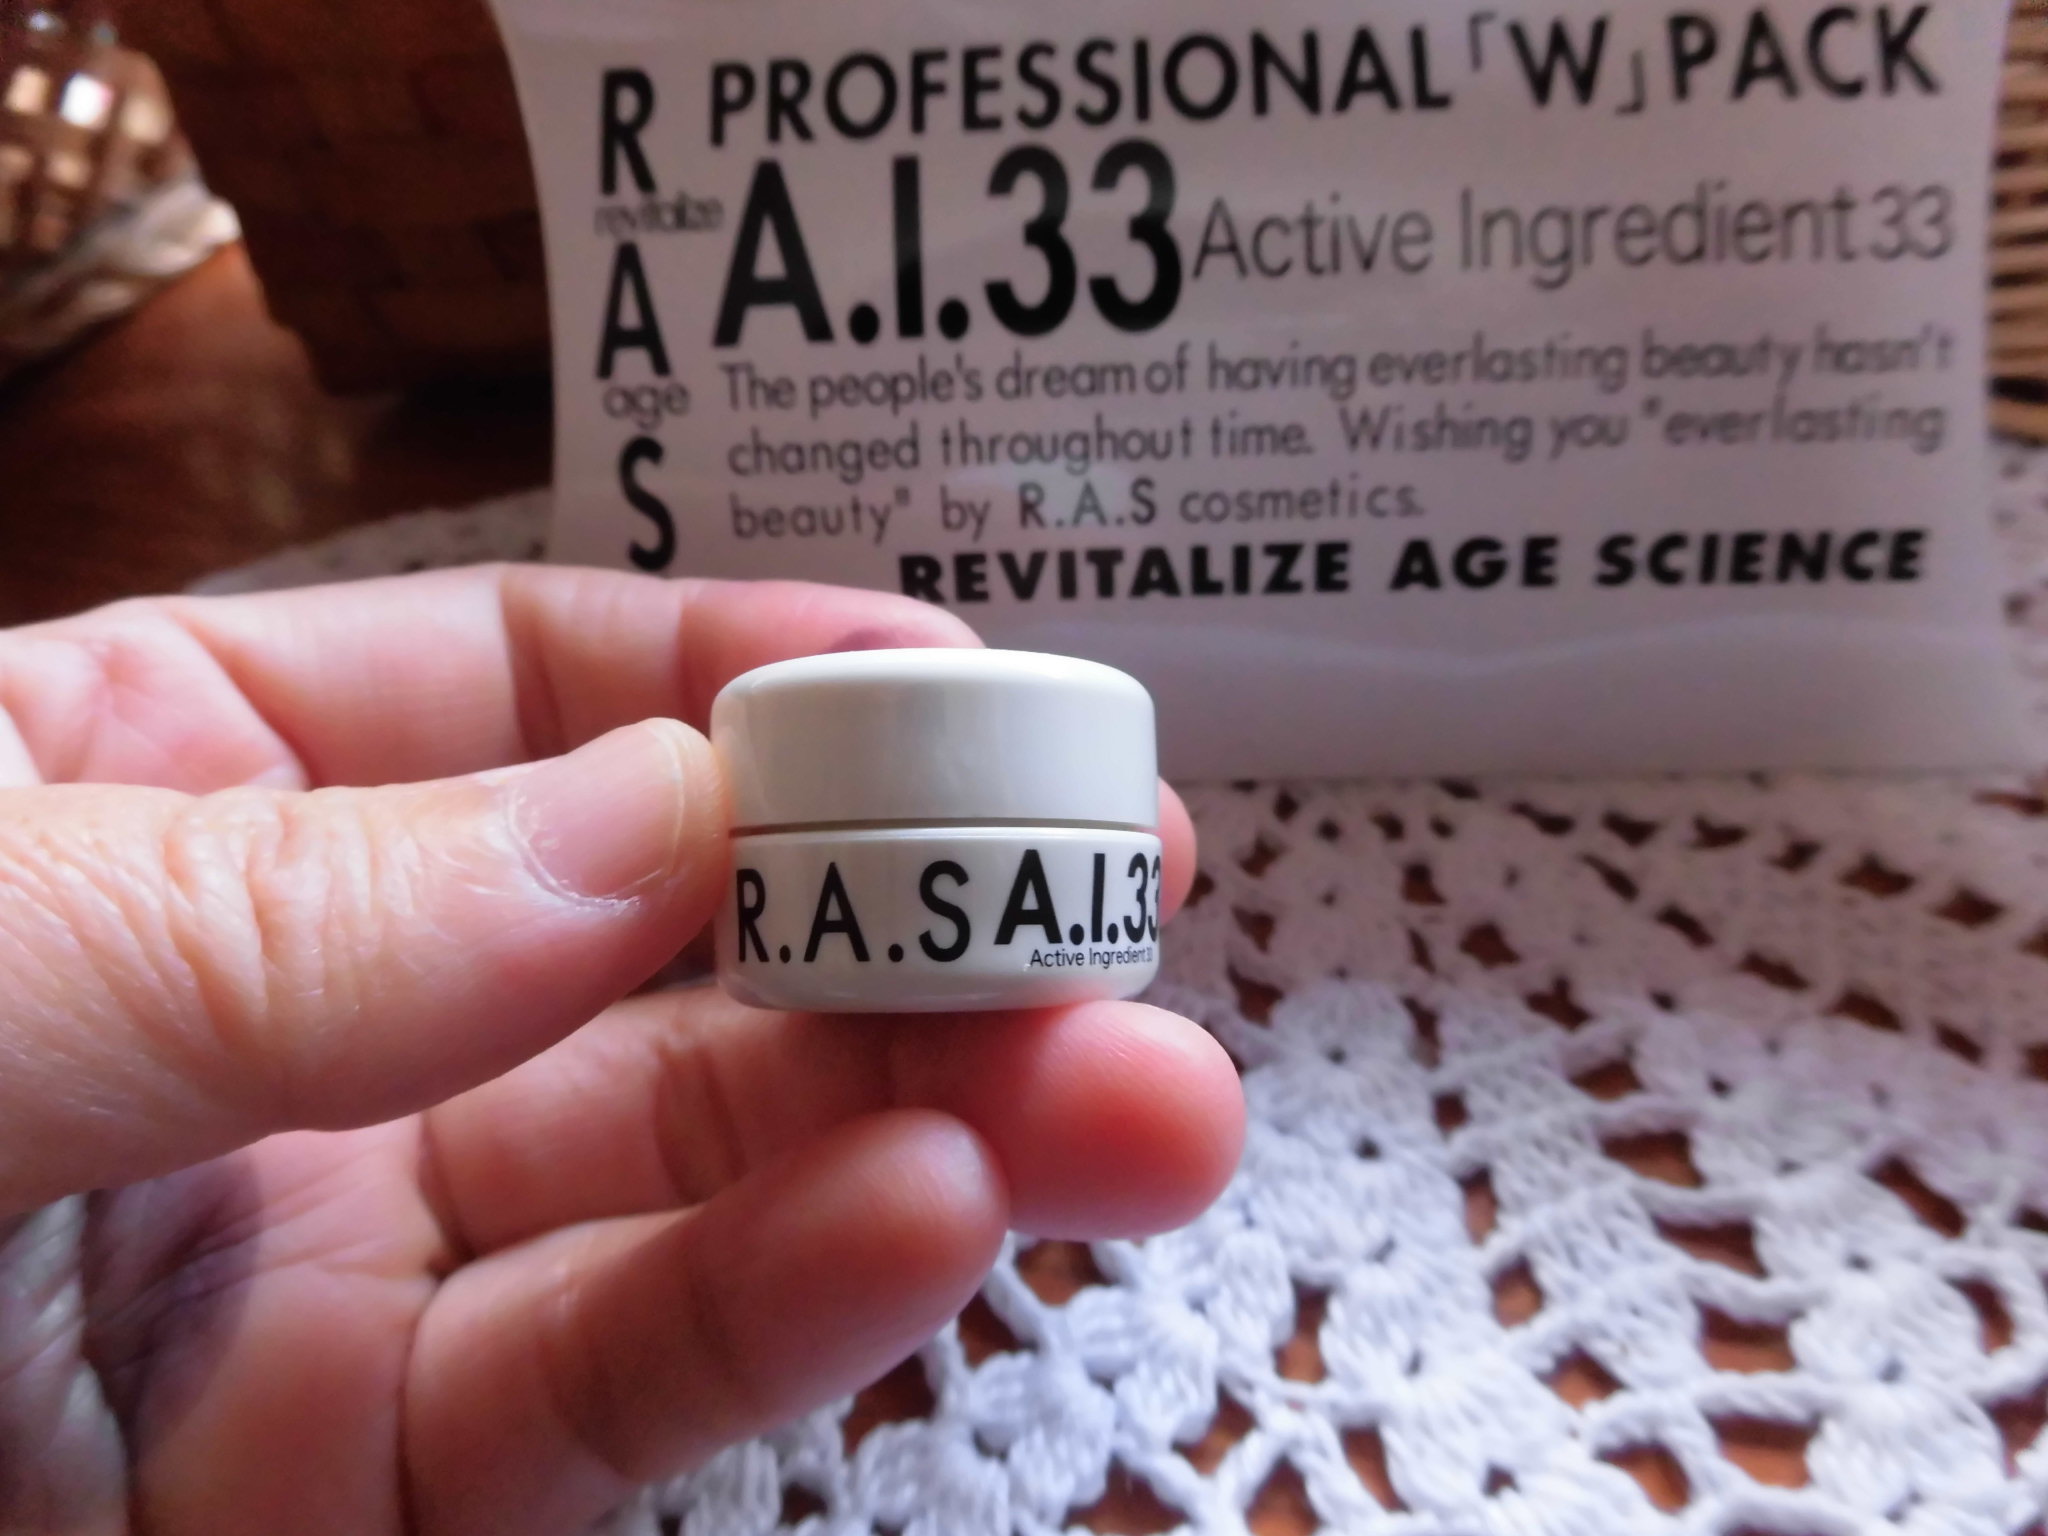 PROFESSIONAL「W」PACK
R
revitalize
A
age
S
A.I.33 Active Ingredient 33
The people's dream of having everlasting beauty hasn't
changed throughout time. Wishing you "everlasting
beauty" by R.A.S cosmetics.
REVITALIZE AGE SCIENCE
R.A.S A.I.33
Active Ingredient 33